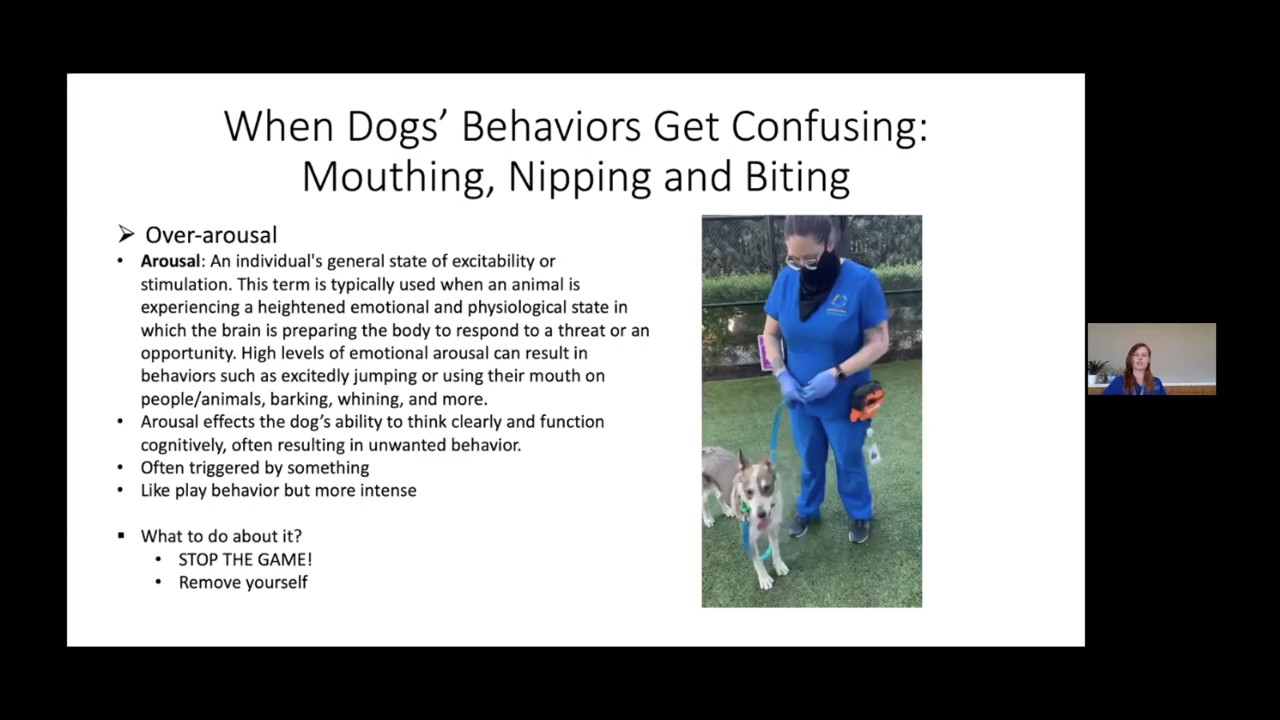 When Dogs’ Behaviors Get Confusing:
Mouthing, Nipping and Biting
➢ Over-arousal
• Arousal: An individual's general state of excitability or
stimulation. This term is typically used when an animal is
experiencing a heightened emotional and physiological state in
which the brain is preparing the body to respond to a threat or an
opportunity. High levels of emotional arousal can result in
behaviors such as excitedly jumping or using their mouth on
people/animals, barking, whining, and more.
• Arousal effects the dog’s ability to think clearly and function
cognitively, often resulting in unwanted behavior.
• Often triggered by something
• Like play behavior but more intense
▪ What to do about it?
• STOP THE GAME!
• Remove yourself